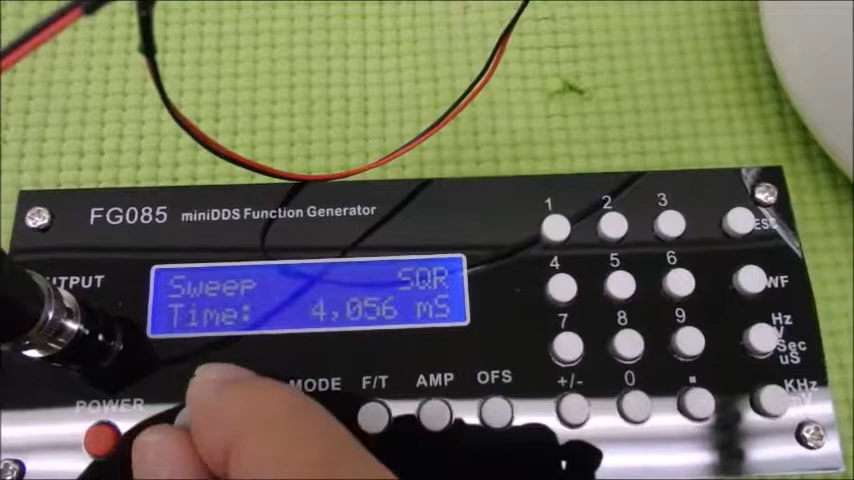 FG085 miniDDS Function Generator
1 2 3
ESC
UTPUT
4 5 6
WF
Sweep SQR
Time: 4,056 mS
7 8 9
Hz
V
Sec
uS
POWER MODE F/T AMP OFS +/- 0 .
KHz
mV